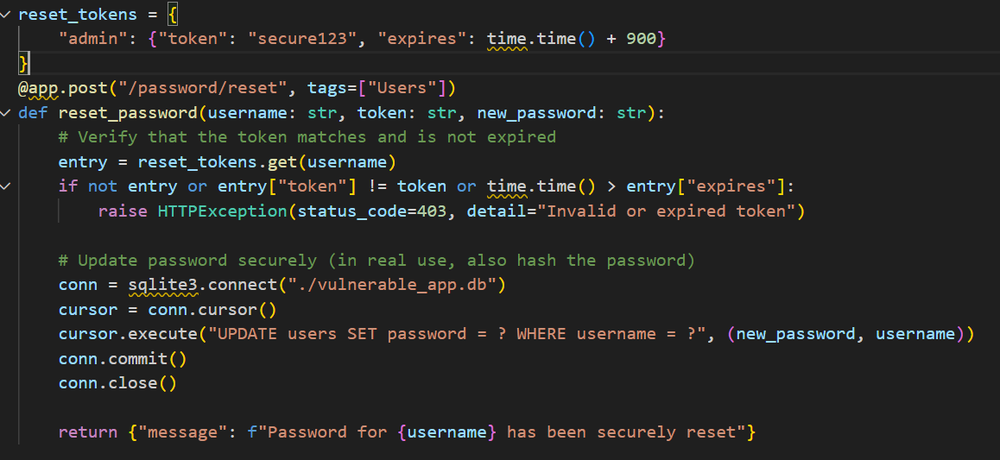 reset_tokens = {
    "admin": {"token": "secure123", "expires": time.time() + 900}
}
@app.post("/password/reset", tags=["Users"])
def reset_password(username: str, token: str, new_password: str):
    # Verify that the token matches and is not expired
    entry = reset_tokens.get(username)
    if not entry or entry["token"] != token or time.time() > entry["expires"]:
        raise HTTPException(status_code=403, detail="Invalid or expired token")
    # Update password securely (in real use, also hash the password)
    conn = sqlite3.connect("./vulnerable_app.db")
    cursor = conn.cursor()
    cursor.execute("UPDATE users SET password = ? WHERE username = ?", (new_password, username))
    conn.commit()
    conn.close()
    return {"message": f"Password for {username} has been securely reset"}